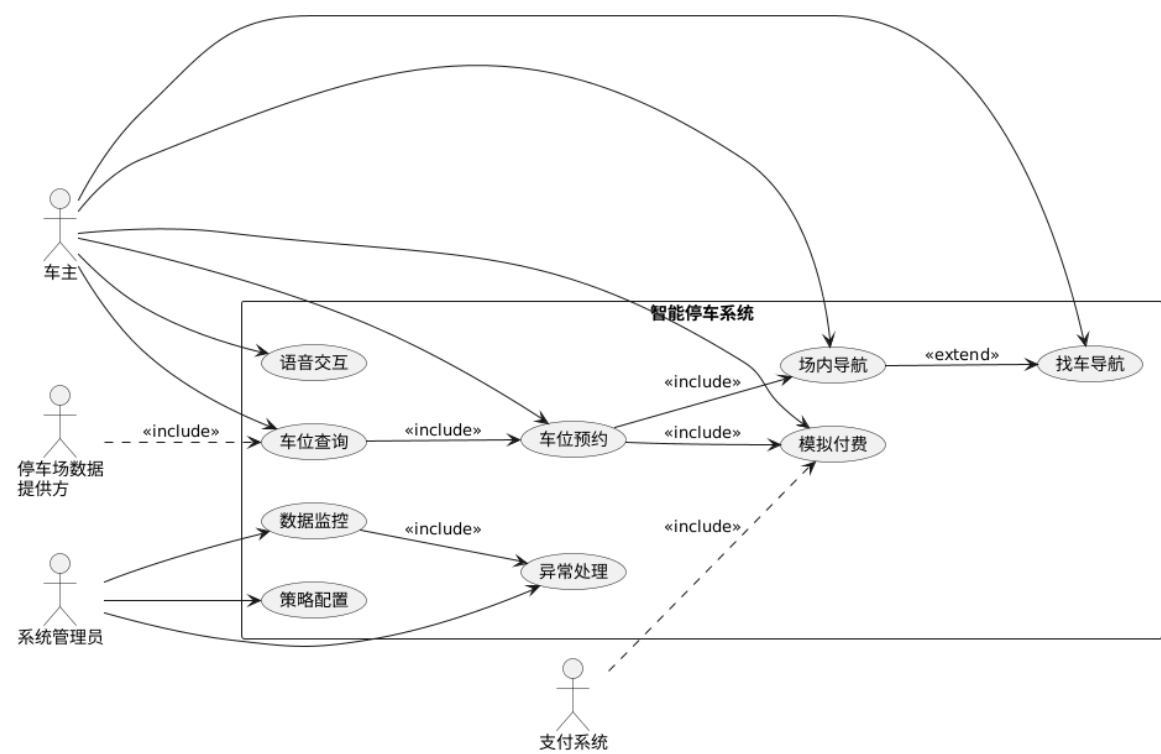 车主
智能停车系统
语音交互
场内导航
«extend»
找车导航
«include»
«include»
车位查询
«include»
车位预约
«include»
模拟付费
停车场数据
提供方
数据监控
«include»
«include»
异常处理
策略配置
系统管理员
支付系统